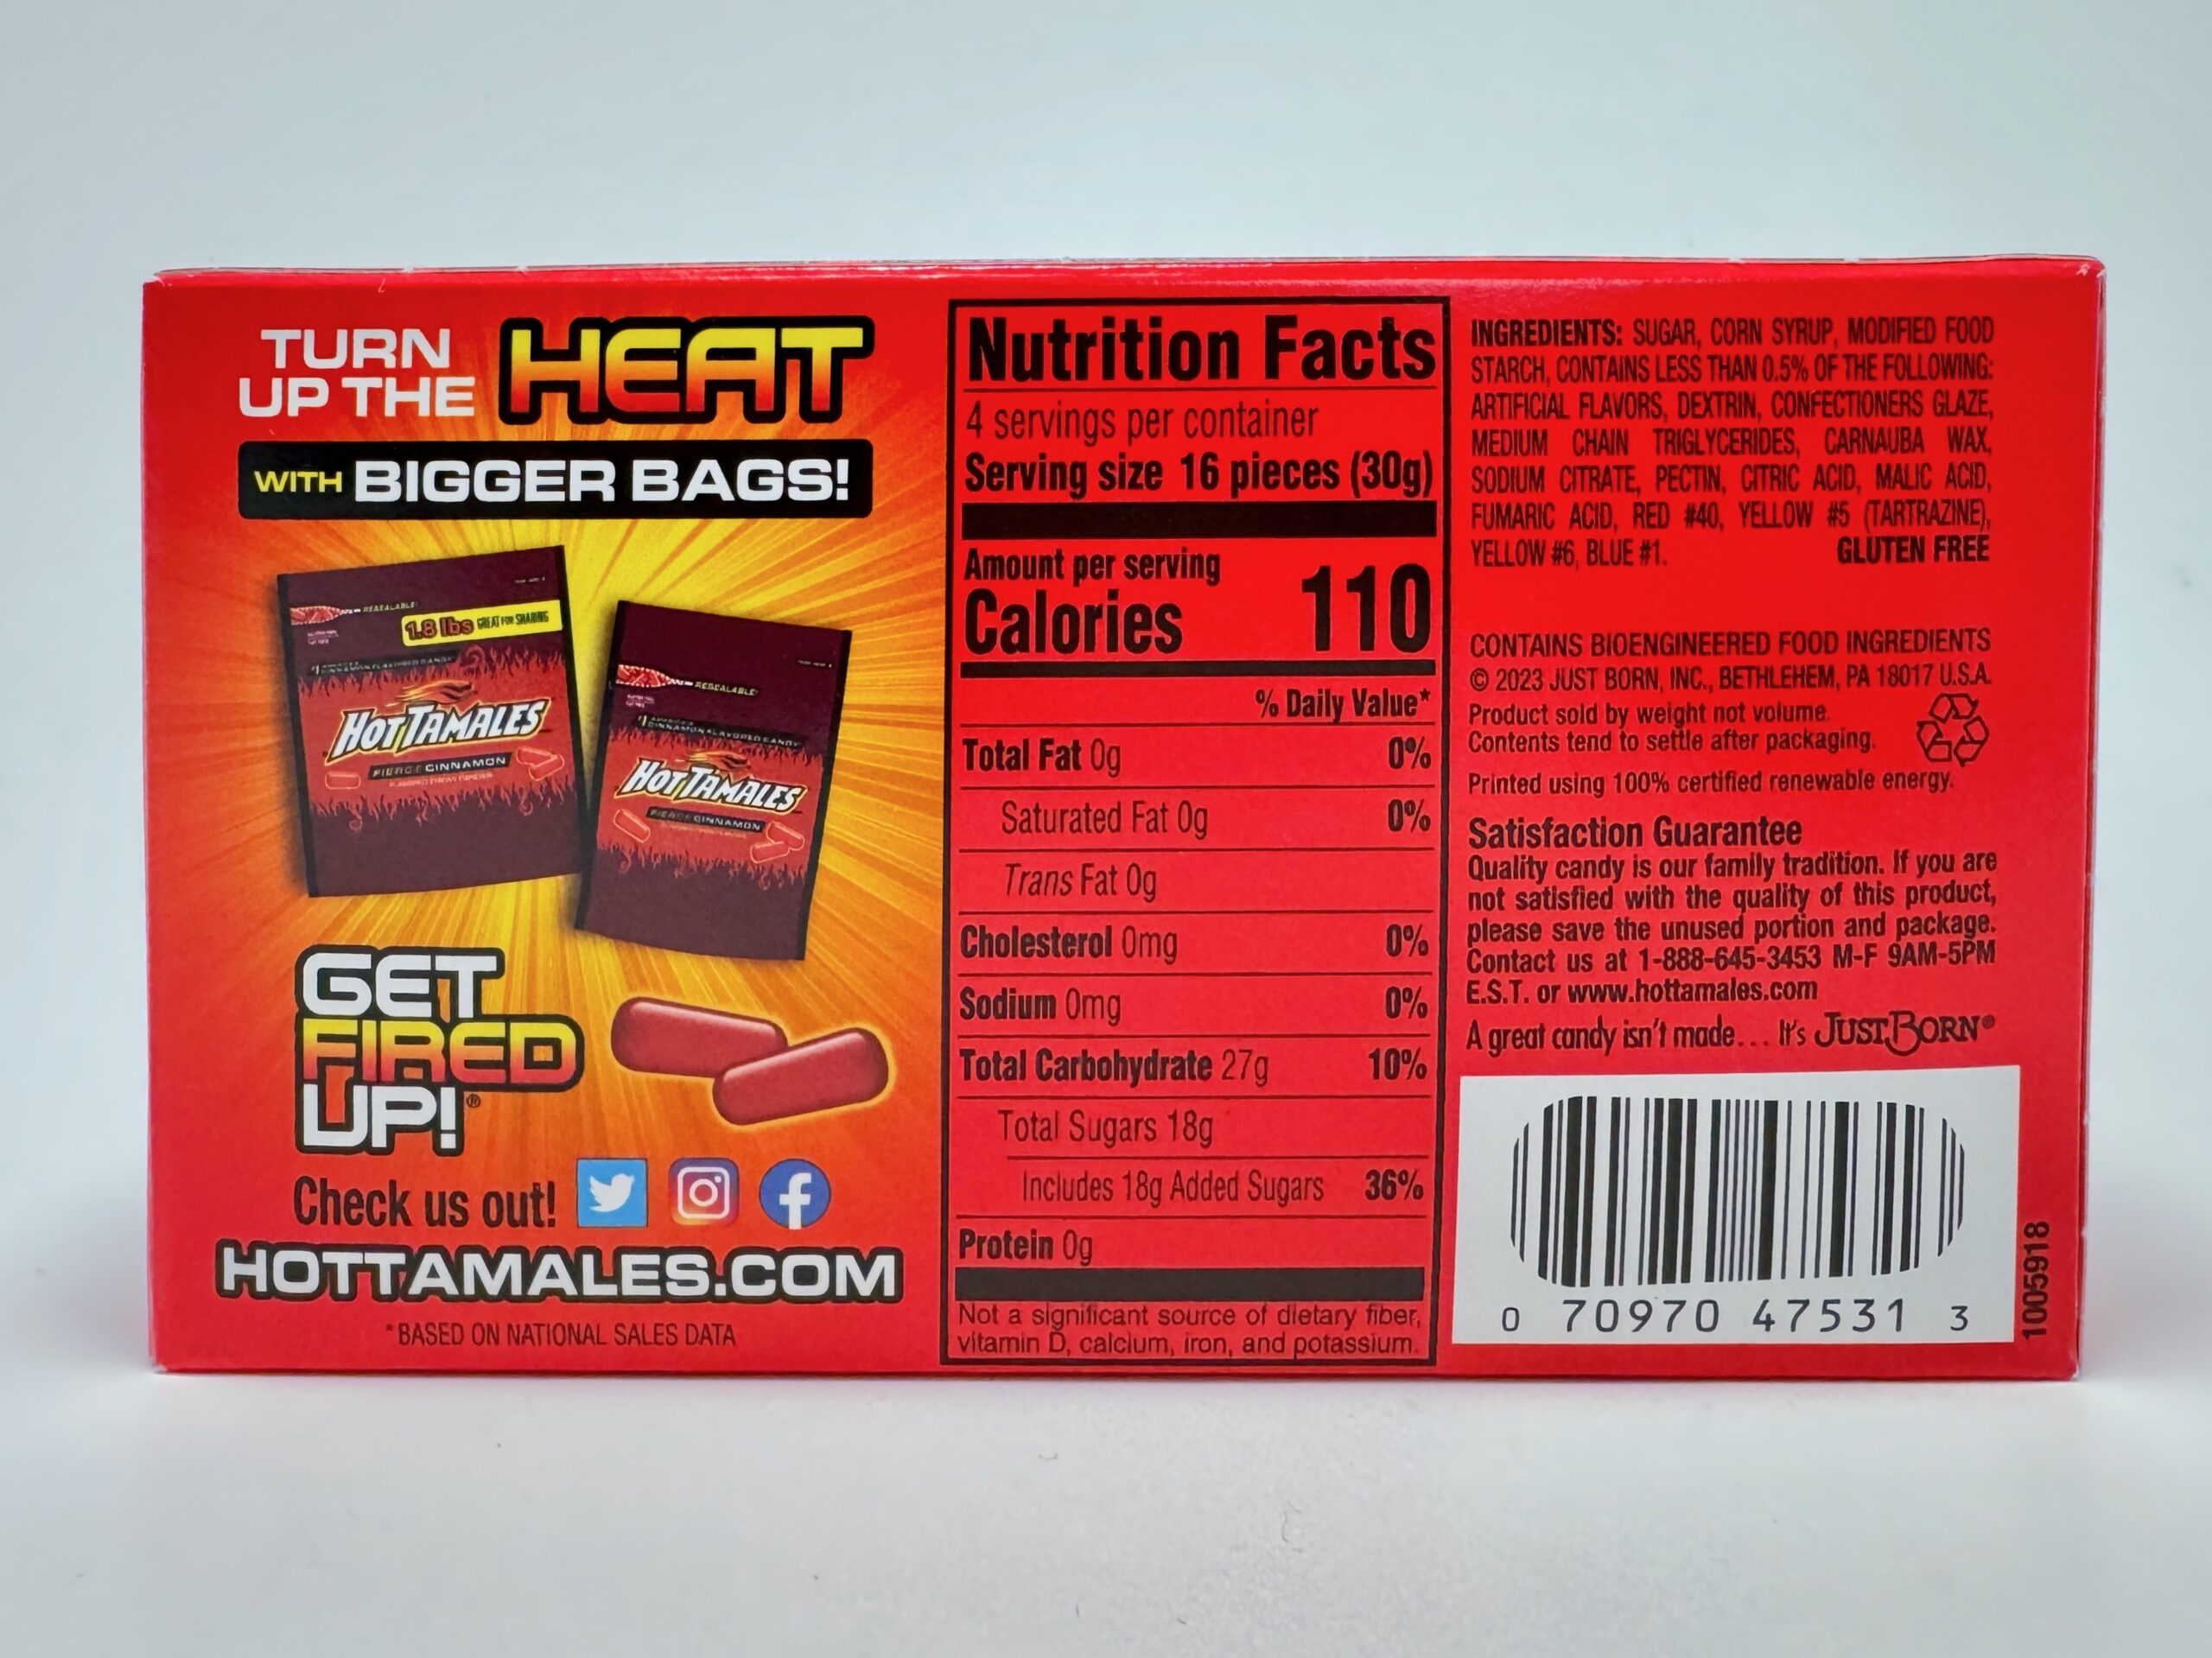 TURN
UP THE HEAT
WITH BIGGER BAGS!
RESEALABLE!
1.8 lbs GREAT FOR SHARING
CINNAMON FLAVORED CANDY*
HOT TAMALES
FIERCE CINNAMON
RESEALABLE!
CINNAMON FLAVORED CANDY*
HOT TAMALES
FIERCE CINNAMON
GET
FIRED
UP!®
Check us out!
HOTTAMALES.COM
*BASED ON NATIONAL SALES DATA
Nutrition Facts
4 servings per container
Serving size 16 pieces (30g)
Amount per serving
Calories 110
% Daily Value*
Total Fat 0g 0%
Saturated Fat 0g 0%
Trans Fat 0g
Cholesterol 0mg 0%
Sodium 0mg 0%
Total Carbohydrate 27g 10%
Total Sugars 18g
Includes 18g Added Sugars 36%
Protein 0g
Not a significant source of dietary fiber,
vitamin D, calcium, iron, and potassium.
INGREDIENTS: SUGAR, CORN SYRUP, MODIFIED FOOD
STARCH, CONTAINS LESS THAN 0.5% OF THE FOLLOWING:
ARTIFICIAL FLAVORS, DEXTRIN, CONFECTIONERS GLAZE,
MEDIUM CHAIN TRIGLYCERIDES, CARNAUBA WAX,
SODIUM CITRATE, PECTIN, CITRIC ACID, MALIC ACID,
FUMARIC ACID, RED #40, YELLOW #5 (TARTRAZINE),
YELLOW #6, BLUE #1. GLUTEN FREE
CONTAINS BIOENGINEERED FOOD INGREDIENTS
© 2023 JUST BORN, INC., BETHLEHEM, PA 18017 U.S.A.
Product sold by weight not volume.
Contents tend to settle after packaging.
Printed using 100% certified renewable energy.
Satisfaction Guarantee
Quality candy is our family tradition. If you are
not satisfied with the quality of this product,
please save the unused portion and package.
Contact us at 1-888-645-3453 M-F 9AM-5PM
E.S.T. or www.hottamales.com
A great candy isn't made... It's JUST BORN®
0 70970 47531 3
1005918